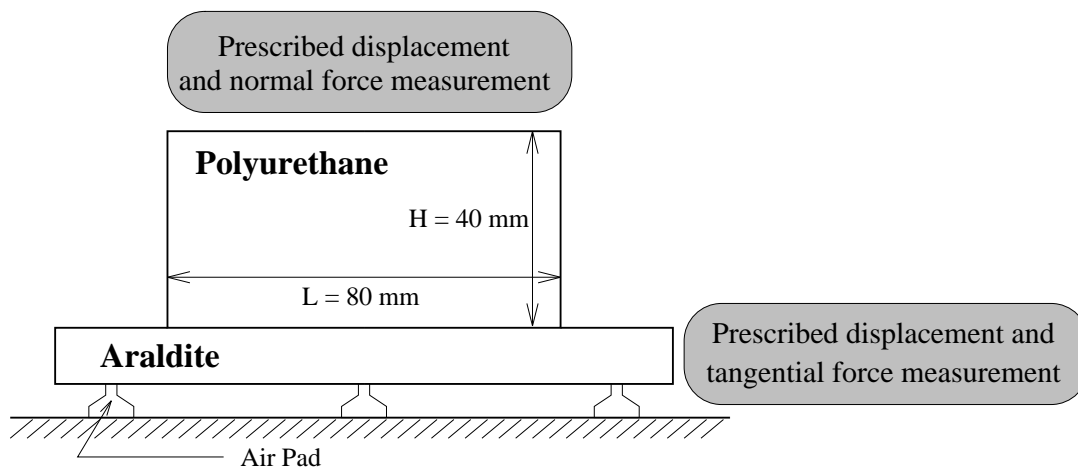 Prescribed displacement
and normal force measurement
Polyurethane
H = 40 mm
L = 80 mm
Araldite
Prescribed displacement and
tangential force measurement
Air Pad